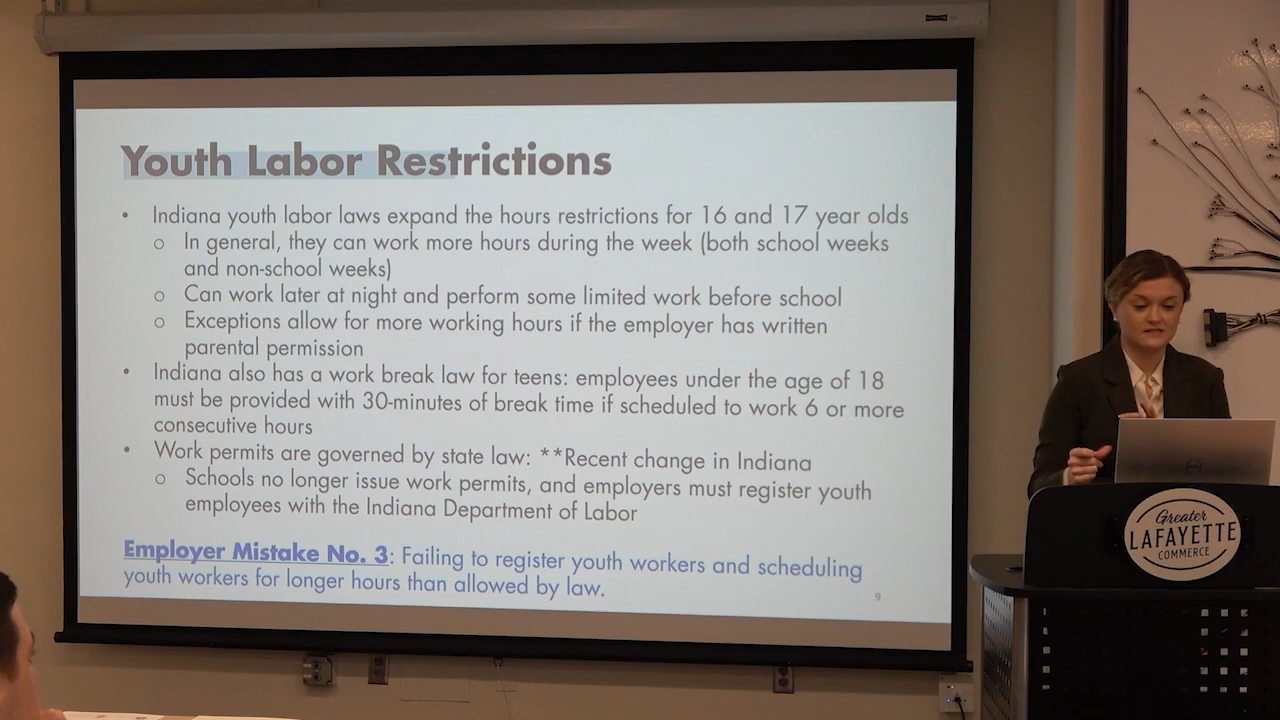 Youth Labor Restrictions
• Indiana youth labor laws expand the hours restrictions for 16 and 17 year olds
o In general, they can work more hours during the week (both school weeks
and non-school weeks)
o Can work later at night and perform some limited work before school
o Exceptions allow for more working hours if the employer has written
parental permission
• Indiana also has a work break law for teens: employees under the age of 18
must be provided with 30-minutes of break time if scheduled to work 6 or more
consecutive hours
• Work permits are governed by state law: **Recent change in Indiana
o Schools no longer issue work permits, and employers must register youth
employees with the Indiana Department of Labor
Employer Mistake No. 3: Failing to register youth workers and scheduling
youth workers for longer hours than allowed by law.
9
Greater
LAFAYETTE
COMMERCE